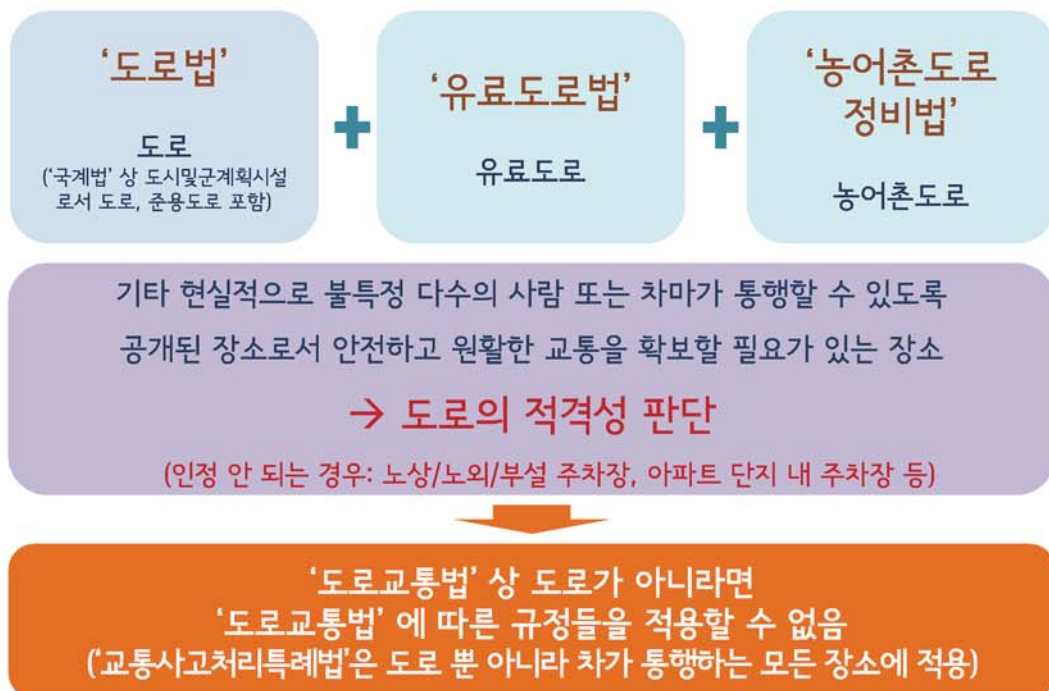 ‘도로법’
도로
(‘국계법’ 상 도시및군계획시설
로서 도로, 준용도로 포함)
+
‘유료도로법’
유료도로
+
‘농어촌도로
정비법’
농어촌도로
기타 현실적으로 불특정 다수의 사람 또는 차마가 통행할 수 있도록
공개된 장소로서 안전하고 원활한 교통을 확보할 필요가 있는 장소
→ 도로의 적격성 판단
(인정 안 되는 경우: 노상/노외/부설 주차장, 아파트 단지 내 주차장 등)
‘도로교통법’ 상 도로가 아니라면
‘도로교통법’ 에 따른 규정들을 적용할 수 없음
(‘교통사고처리특례법’은 도로 뿐 아니라 차가 통행하는 모든 장소에 적용)